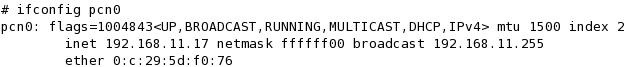 # ifconfig pcn0
pcn0: flags=1004843<UP,BROADCAST,RUNNING,MULTICAST,DHCP,IPv4> mtu 1500 index 2
        inet 192.168.11.17 netmask ffffff00 broadcast 192.168.11.255
        ether 0:c:29:5d:f0:76